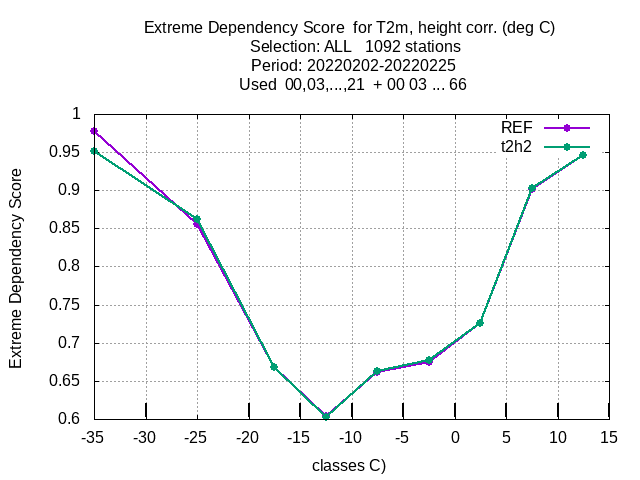 Extreme Dependency Score  for T2m, height corr. (deg C)
Selection: ALL   1092 stations
Period: 20220202-20220225
Used  00,03,...,21  + 00 03 ... 66
REF
t2h2
Extreme Dependency Score
1
0.95
0.9
0.85
0.8
0.75
0.7
0.65
0.6
-35 -30 -25 -20 -15 -10 -5 0 5 10 15
classes C)